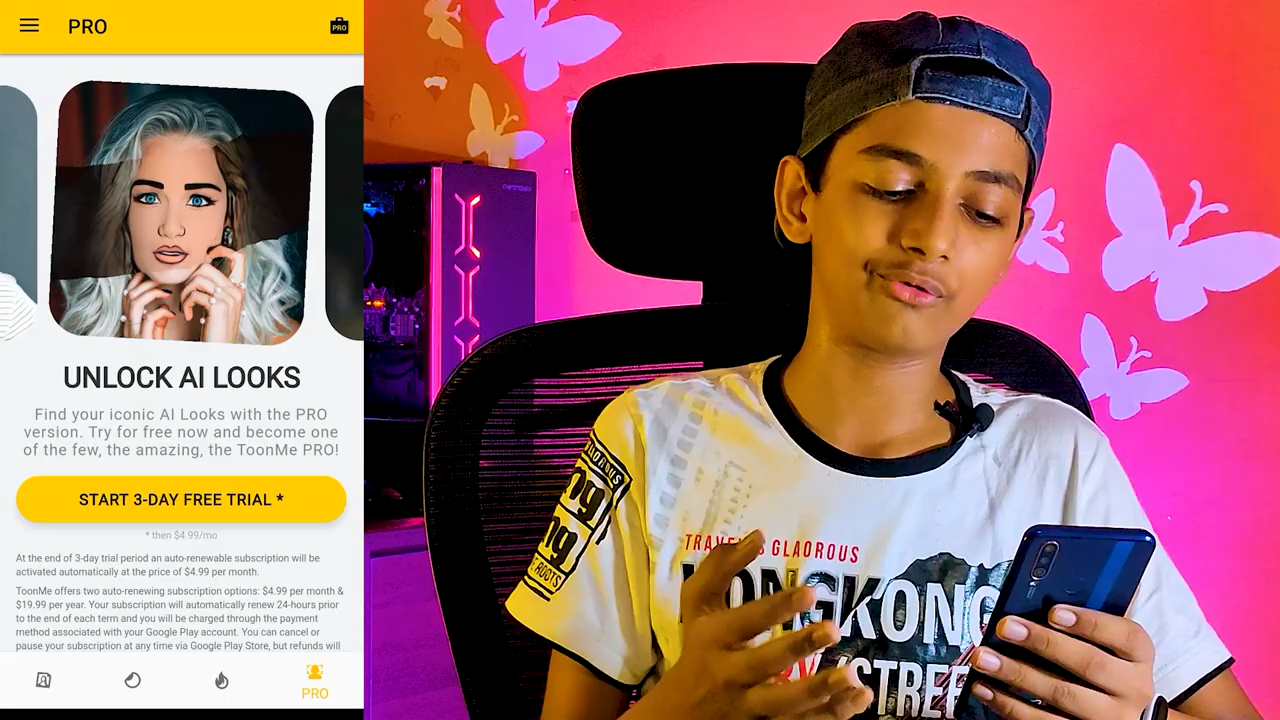 PRO
PRO
UNLOCK AI LOOKS
Find your iconic AI Looks with the PRO
version. Try for free now and become one
of the few, the amazing, the ToonMe PRO!
START 3-DAY FREE TRIAL *
* then $4.99/mo
At the end of 3-day trial period an auto-renewable subscription will be
activated automatically at the price of $4.99 per month.
ToonMe offers two auto-renewing subscription options: $4.99 per month &
$19.99 per year. Your subscription will automatically renew 24-hours prior
to the end of each term and you will be charged through the payment
method associated with your Google Play account. You can cancel or
pause your subscription at any time via Google Play Store, but refunds will
PRO
GLAOROUS
HONGKONG
/STREE
ROOTS